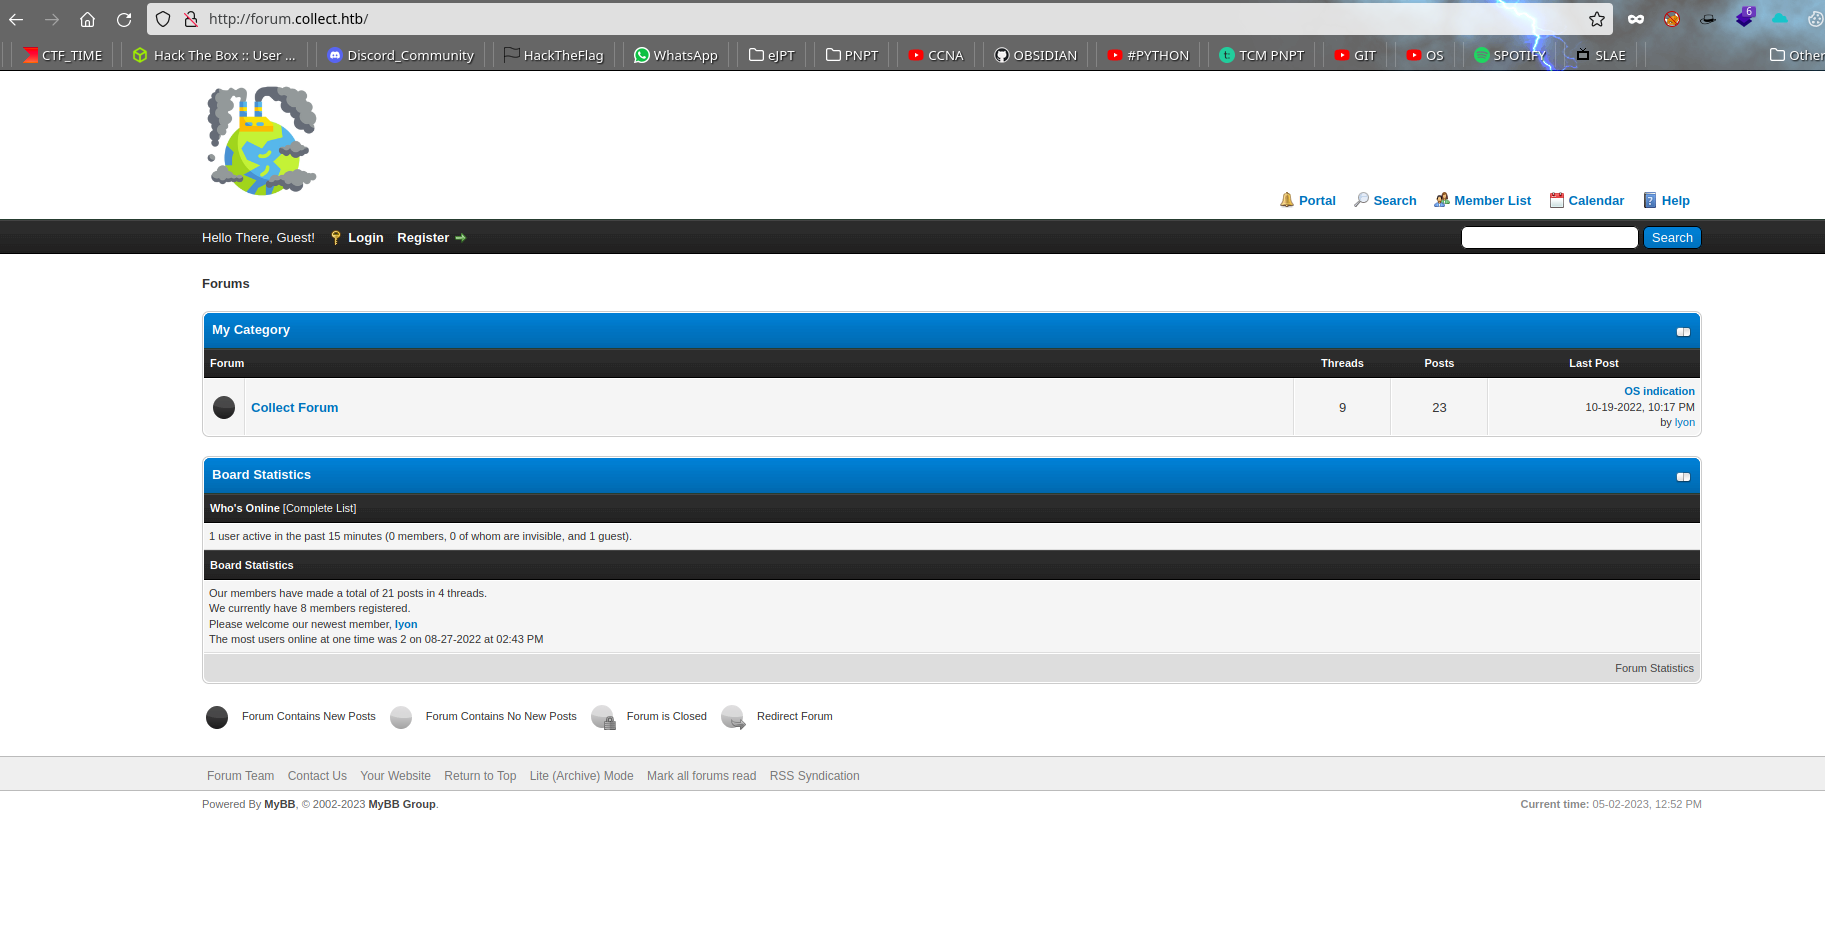 http://forum.collect.htb/
6
CTF_TIME Hack The Box :: User ... Discord_Community HackTheFlag WhatsApp eJPT PNPT CCNA OBSIDIAN #PYTHON TCM PNPT GIT OS SPOTIFY SLAE Other
Portal Search Member List Calendar Help
Hello There, Guest! Login Register Search
Forums
My Category
Forum Threads Posts Last Post
Collect Forum 9 23 OS indication
10-19-2022, 10:17 PM
by lyon
Board Statistics
Who's Online [Complete List]
1 user active in the past 15 minutes (0 members, 0 of whom are invisible, and 1 guest).
Board Statistics
Our members have made a total of 21 posts in 4 threads.
We currently have 8 members registered.
Please welcome our newest member, lyon
The most users online at one time was 2 on 08-27-2022 at 02:43 PM
Forum Statistics
Forum Contains New Posts Forum Contains No New Posts Forum is Closed Redirect Forum
Forum Team Contact Us Your Website Return to Top Lite (Archive) Mode Mark all forums read RSS Syndication
Powered By MyBB, © 2002-2023 MyBB Group. Current time: 05-02-2023, 12:52 PM